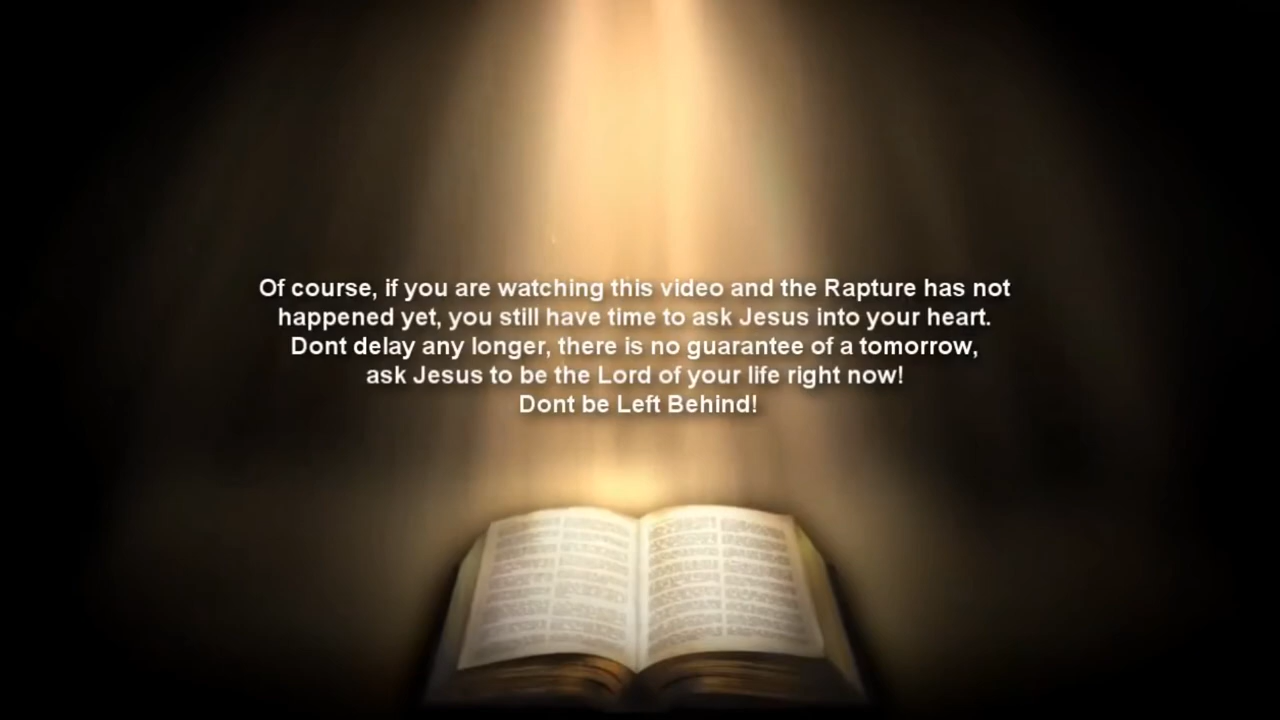 Of course, if you are watching this video and the Rapture has not
happened yet, you still have time to ask Jesus into your heart.
Dont delay any longer, there is no guarantee of a tomorrow,
ask Jesus to be the Lord of your life right now!
Dont be Left Behind!